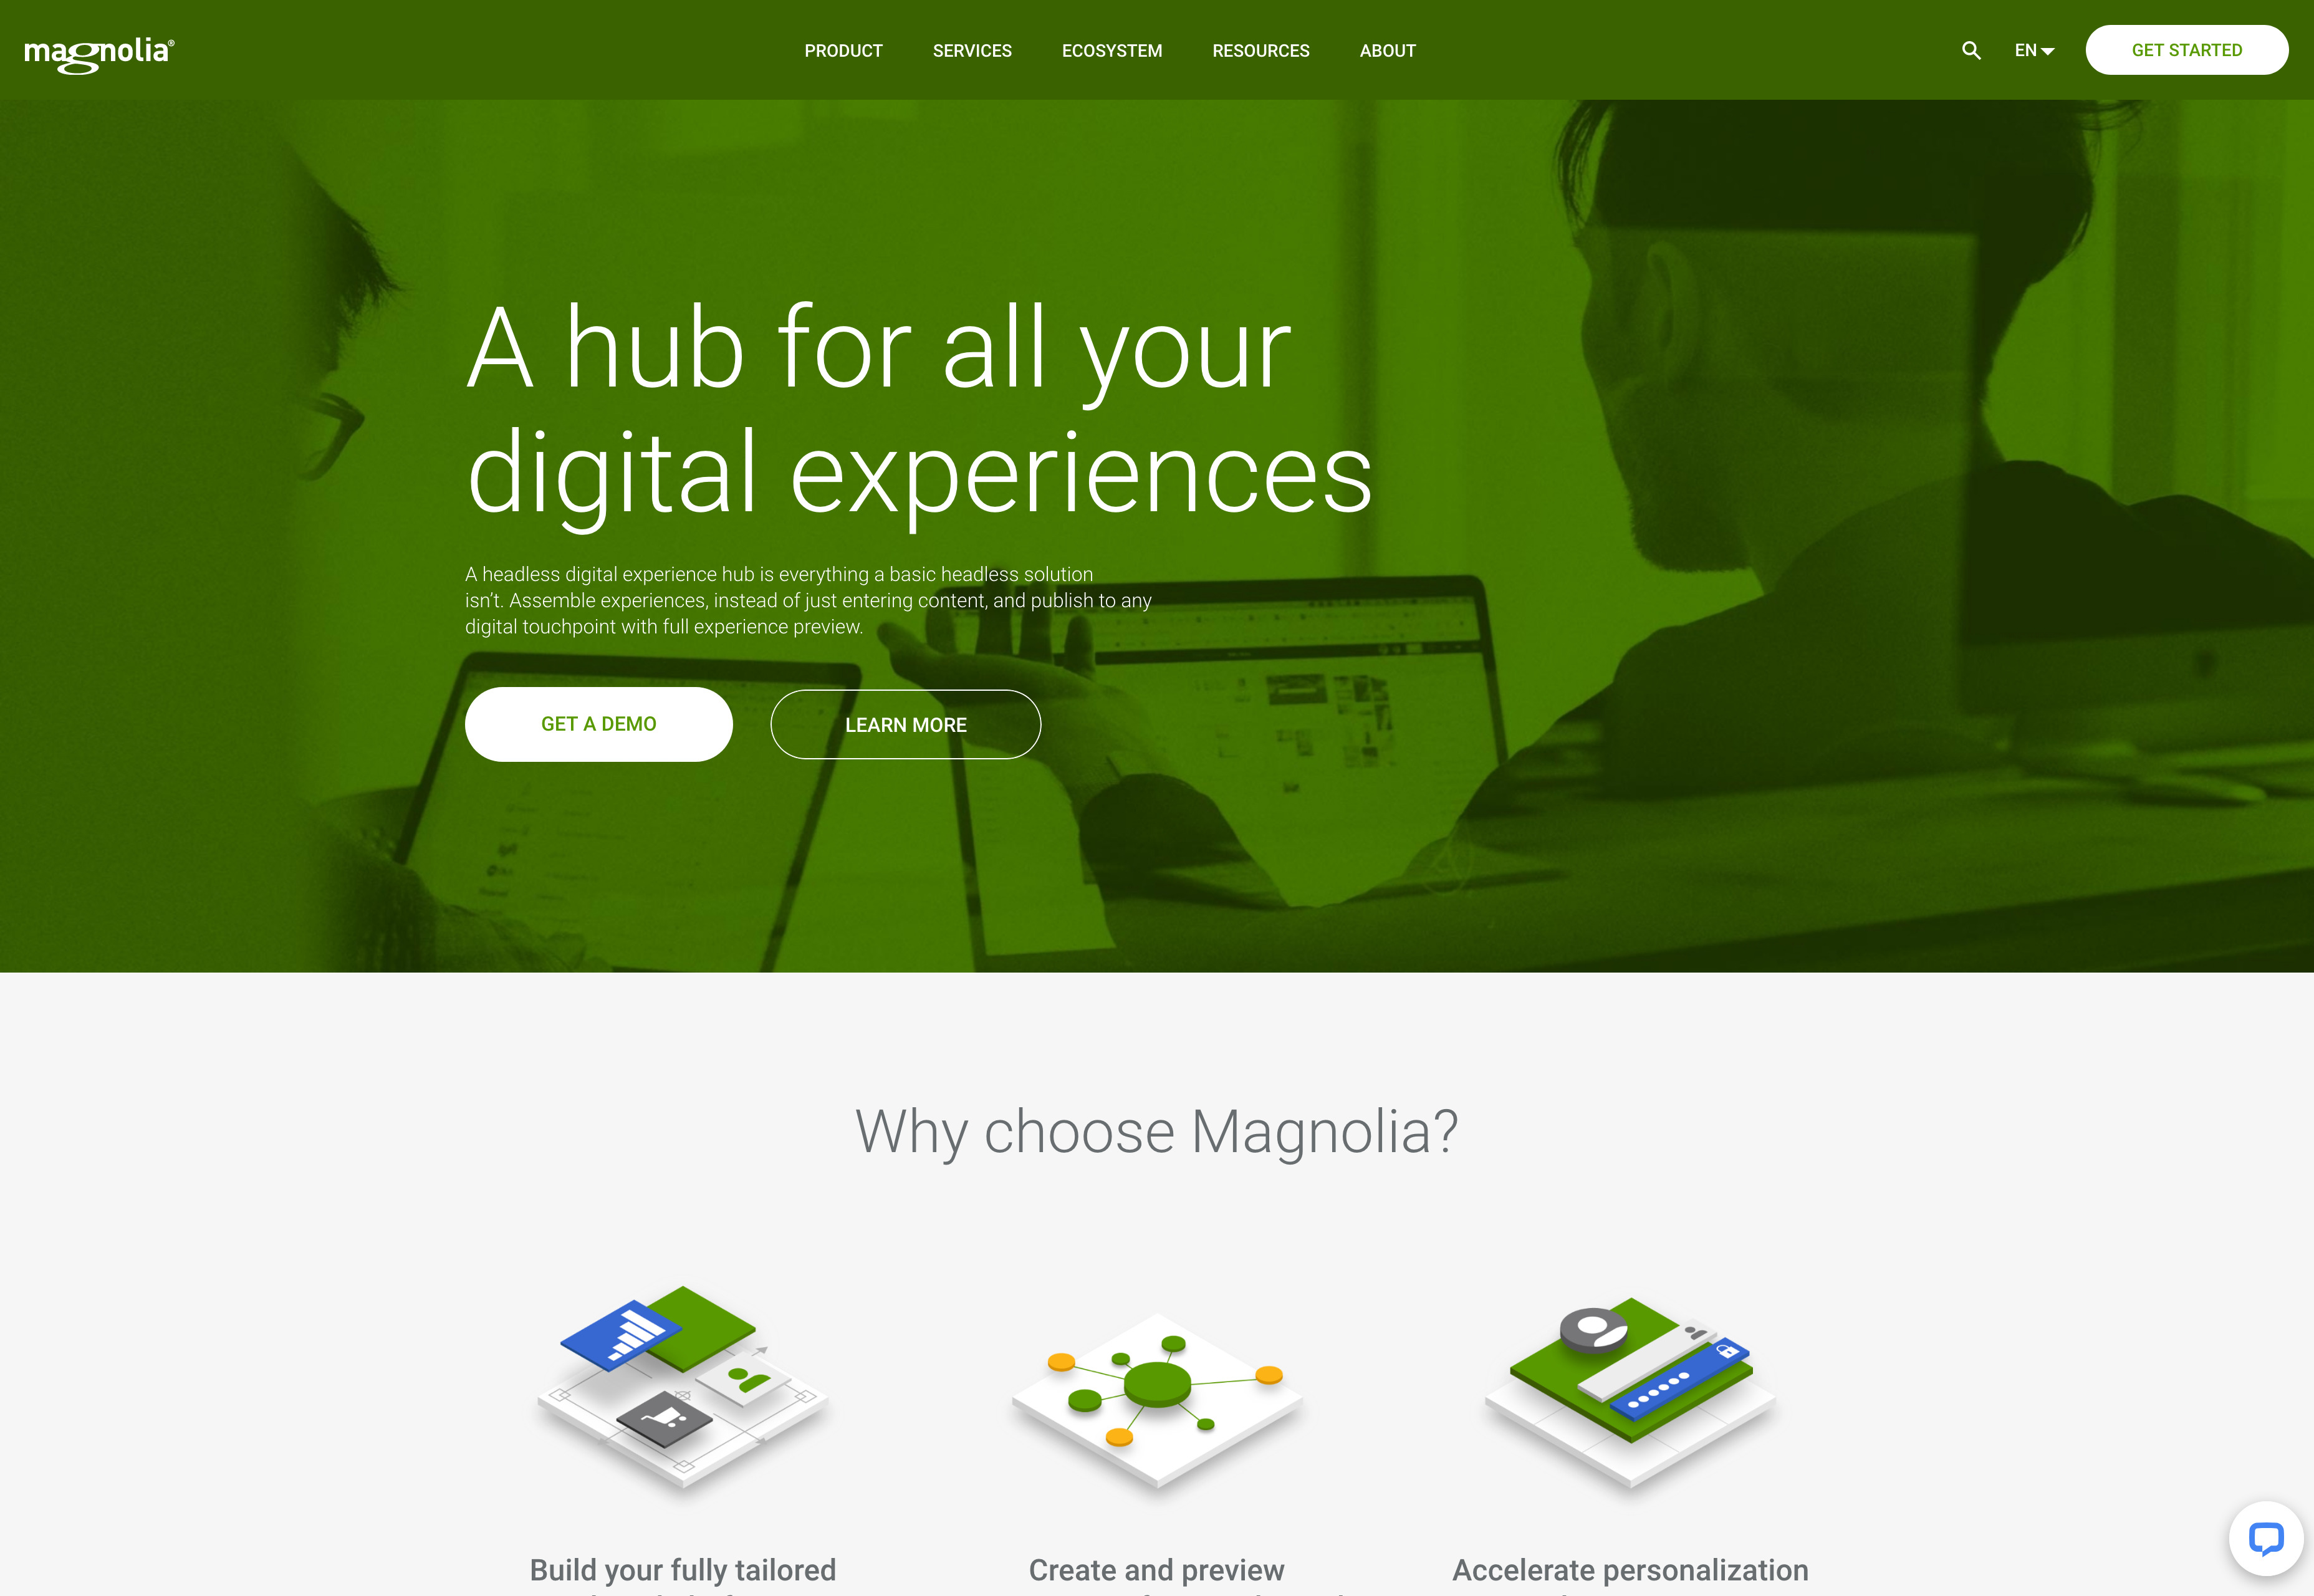 magnolia®
PRODUCT SERVICES ECOSYSTEM RESOURCES ABOUT EN GET STARTED
A hub for all your
digital experiences
A headless digital experience hub is everything a basic headless solution
isn't. Assemble experiences, instead of just entering content, and publish to any
digital touchpoint with full experience preview.
GET A DEMO LEARN MORE
Why choose Magnolia?
Build your fully tailored
Create and preview
Accelerate personalization